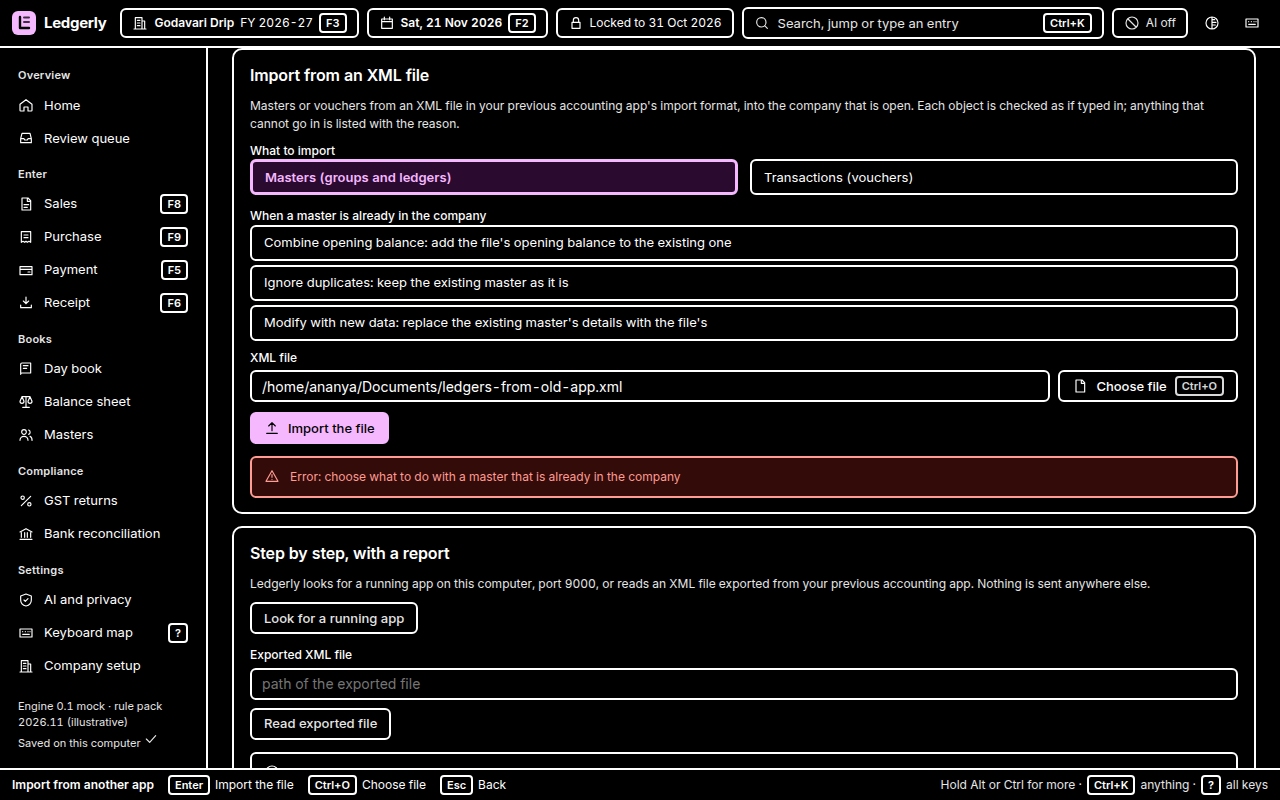 Ledgerly
Godavari Drip FY 2026-27 F3
Sat, 21 Nov 2026 F2
Locked to 31 Oct 2026
Search, jump or type an entry Ctrl+K
AI off
Overview
Home
Review queue
Enter
Sales F8
Purchase F9
Payment F5
Receipt F6
Books
Day book
Balance sheet
Masters
Compliance
GST returns
Bank reconciliation
Settings
AI and privacy
Keyboard map ?
Company setup
Engine 0.1 mock · rule pack
2026.11 (illustrative)
Saved on this computer
Import from an XML file
Masters or vouchers from an XML file in your previous accounting app's import format, into the company that is open. Each object is checked as if typed in; anything that
cannot go in is listed with the reason.
What to import
Masters (groups and ledgers)
Transactions (vouchers)
When a master is already in the company
Combine opening balance: add the file's opening balance to the existing one
Ignore duplicates: keep the existing master as it is
Modify with new data: replace the existing master's details with the file's
XML file
/home/ananya/Documents/ledgers-from-old-app.xml
Choose file Ctrl+O
Import the file
Error: choose what to do with a master that is already in the company
Step by step, with a report
Ledgerly looks for a running app on this computer, port 9000, or reads an XML file exported from your previous accounting app. Nothing is sent anywhere else.
Look for a running app
Exported XML file
path of the exported file
Read exported file
Import from another app Enter Import the file Ctrl+O Choose file Esc Back
Hold Alt or Ctrl for more · Ctrl+K anything · ? all keys